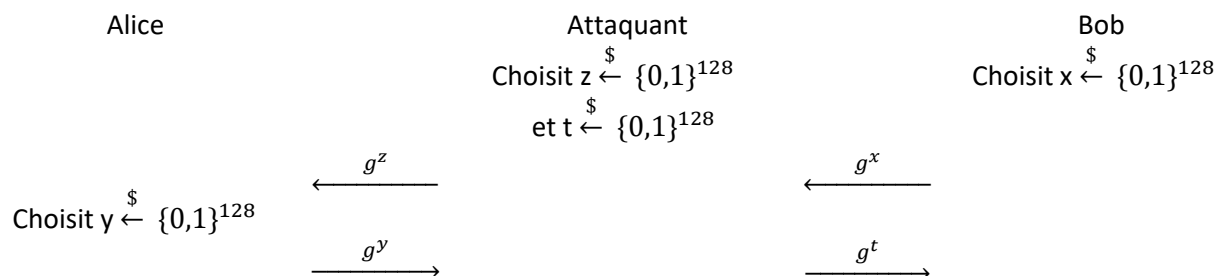 Alice Attaquant Bob
Choisit z $← {0,1}^128 Choisit x $← {0,1}^128
et t $← {0,1}^128
g^z g^x
Choisit y $← {0,1}^128
g^y g^t